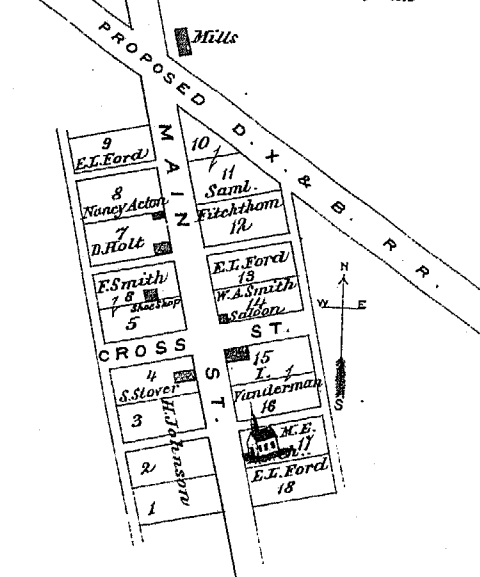 Mills
PROPOSED D. X. & B. R. R.
MAIN ST.
9
E.L. Ford
10
8
Nancy Acton
11
Saml.
Fitchthorn
12
7
D. Holt
E.L. Ford
13
F. Smith
8
Shoe Shop
5
W. A. Smith
14
Saloon
N
W E
S
CROSS ST.
4
S. Stover
15
I.
Vanderman
16
3
H. Johnson
M. E.
17
2
E. L. Ford
18
1